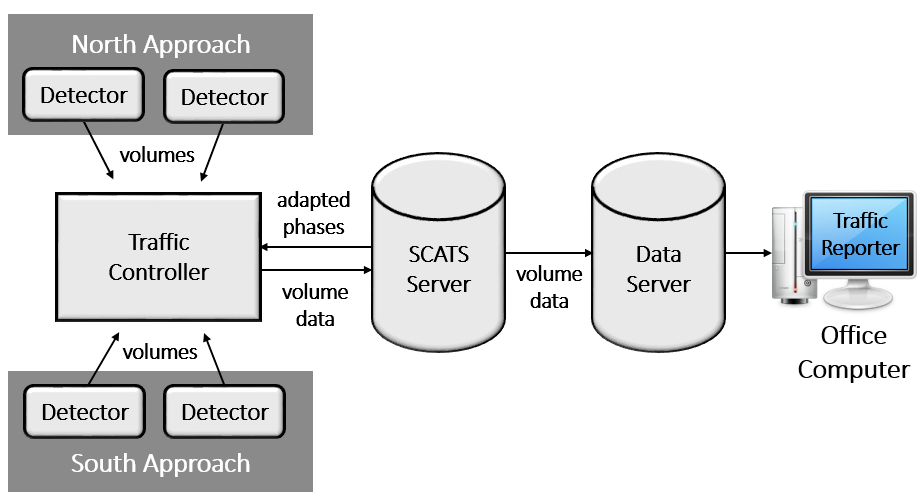 North Approach
Detector
Detector
volumes
Traffic
Controller
adapted
phases
volume
data
SCATS
Server
volume
data
Data
Server
Traffic
Reporter
Office
Computer
volumes
Detector
Detector
South Approach